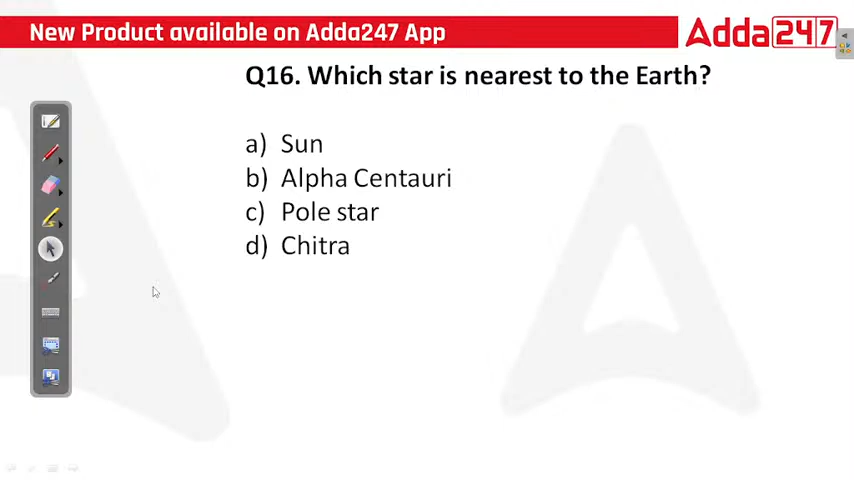 New Product available on Adda247 App
Adda247
Q16. Which star is nearest to the Earth?
a) Sun
b) Alpha Centauri
c) Pole star
d) Chitra